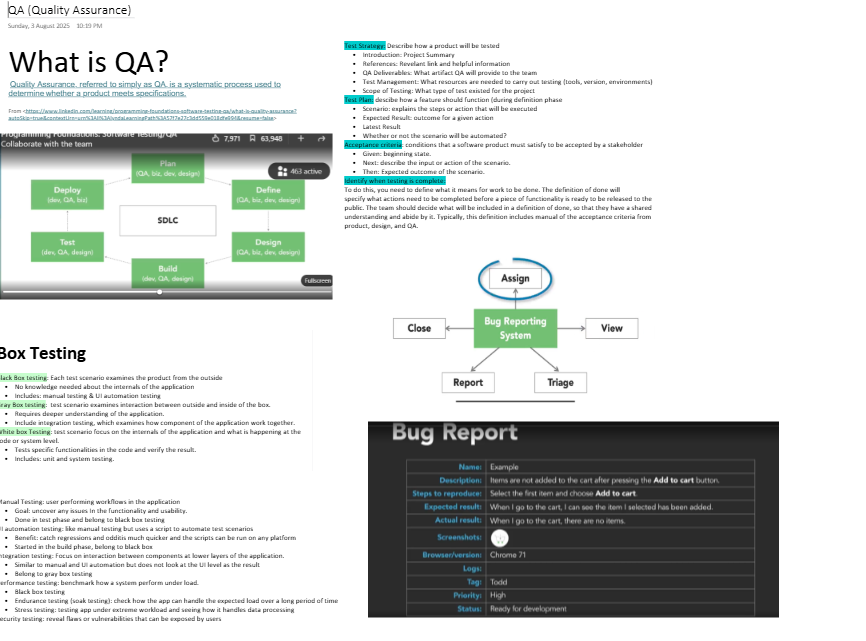 QA (Quality Assurance)
Sunday, 3 August 2025 10:19 PM
What is QA?
Quality Assurance, referred to simply as QA, is a systematic process used to
determine whether a product meets specifications.
From <https://www.linkedin.com/learning/programming-foundations-software-testing-qa/what-is-quality-assurance?
Programming Foundations: Software Testing/QA
7,971 63,948
Collaborate with the team
463 active
Plan
(QA, biz, dev, design)
Deploy
(dev, QA, biz)
Define
(QA, biz, dev, design)
SDLC
Test
(dev, QA, design)
Design
(QA, biz, dev, design)
Build
(dev, QA, design)
Fullscreen
Box Testing
lack Box testing: Each test scenario examines the product from the outside
• No knowledge needed about the internals of the application
• Includes: manual testing & UI automation testing
Gray Box testing: test scenario examines interaction between outside and inside of the box.
• Requires deeper understanding of the application.
• Include integration testing, which examines how component of the application work together.
White box Testing: test scenario focus on the internals of the application and what is happening at the
ode or system level.
• Tests specific functionalities in the code and verify the result.
• Includes: unit and system testing.
Manual Testing: user performing workflows in the application
• Goal: uncover any issues In the functionality and usability.
• Done in test phase and belong to black box testing
I automation testing: like manual testing but uses a script to automate test scenarios
• Benefit: catch regressions and odditis much quicker and the scripts can be run on any platform
• Started in the build phase, belong to black box
ntegration testing: Focus on interaction between components at lower layers of the application.
• Similar to manual and UI automation but does not look at the UI level as the result
• Belong to gray box testing
erformance testing: benchmark how a system perform under load.
• Black box testing
• Endurance testing (soak testing): check how the app can handle the expected load over a long period of time
• Stress testing: testing app under extreme workload and seeing how it handles data processing
ecurity testing: reveal flaws or vulnerabilities that can be exposed by users
Test Strategy: Describe how a product will be tested
• Introduction: Project Summary
• References: Revelant link and helpful information
• QA Deliverables: What artifact QA will provide to the team
• Test Management: What resources are needed to carry out testing (tools, version, environments)
• Scope of Testing: What type of test existed for the project
Test Plan: descibe how a feature should function (during definition phase
• Scenario: explains the steps or action that will be executed
• Expected Result: outcome for a given action
• Latest Result
• Whether or not the scenario will be automated?
Acceptance criteria: conditions that a software product must satisfy to be accepted by a stakeholder
• Given: beginning state.
• Next: describe the input or action of the scenario.
• Then: Expected outcome of the scenario.
Identify when testing is complete:
To do this, you need to define what it means for work to be done. The definition of done will
specify what actions need to be completed before a piece of functionality is ready to be released to the
public. The team should decide what will be included in a definition of done, so that they have a shared
understanding and abide by it. Typically, this definition includes manual of the acceptance criteria from
product, design, and QA.
Assign
Close
Bug Reporting
System
View
Report
Triage
Bug Report
Name: Example
Description: Items are not added to the cart after pressing the Add to cart button.
Steps to reproduce: Select the first item and choose Add to cart.
Expected result: When I go to the cart, I can see the item I selected has been added.
Actual result: When I go to the cart, there are no items.
Screenshots:
Browser/version: Chrome 71
Logs:
Tag: Todd
Priority: High
Status: Ready for development